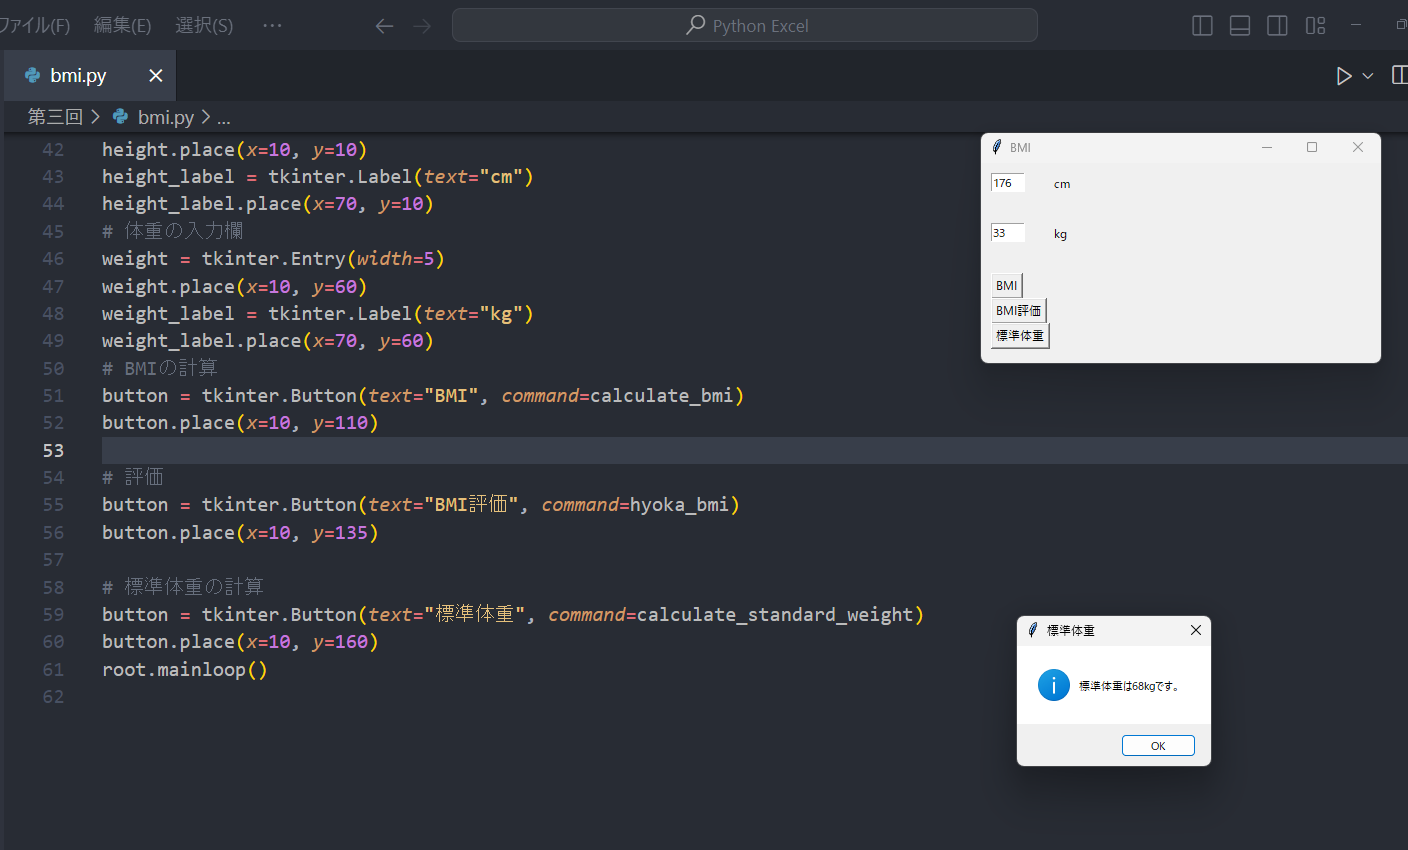 ファイル(F) 編集(E) 選択(S) ··· Python Excel
bmi.py
第三回 > bmi.py > ...
42 height.place(x=10, y=10)
43 height_label = tkinter.Label(text="cm")
44 height_label.place(x=70, y=10)
45 # 体重の入力欄
46 weight = tkinter.Entry(width=5)
47 weight.place(x=10, y=60)
48 weight_label = tkinter.Label(text="kg")
49 weight_label.place(x=70, y=60)
50 # BMIの計算
51 button = tkinter.Button(text="BMI", command=calculate_bmi)
52 button.place(x=10, y=110)
53
54 # 評価
55 button = tkinter.Button(text="BMI評価", command=hyoka_bmi)
56 button.place(x=10, y=135)
57
58 # 標準体重の計算
59 button = tkinter.Button(text="標準体重", command=calculate_standard_weight)
60 button.place(x=10, y=160)
61 root.mainloop()
62
BMI
176 cm
33 kg
BMI
BMI評価
標準体重
標準体重
標準体重は68kgです。
OK